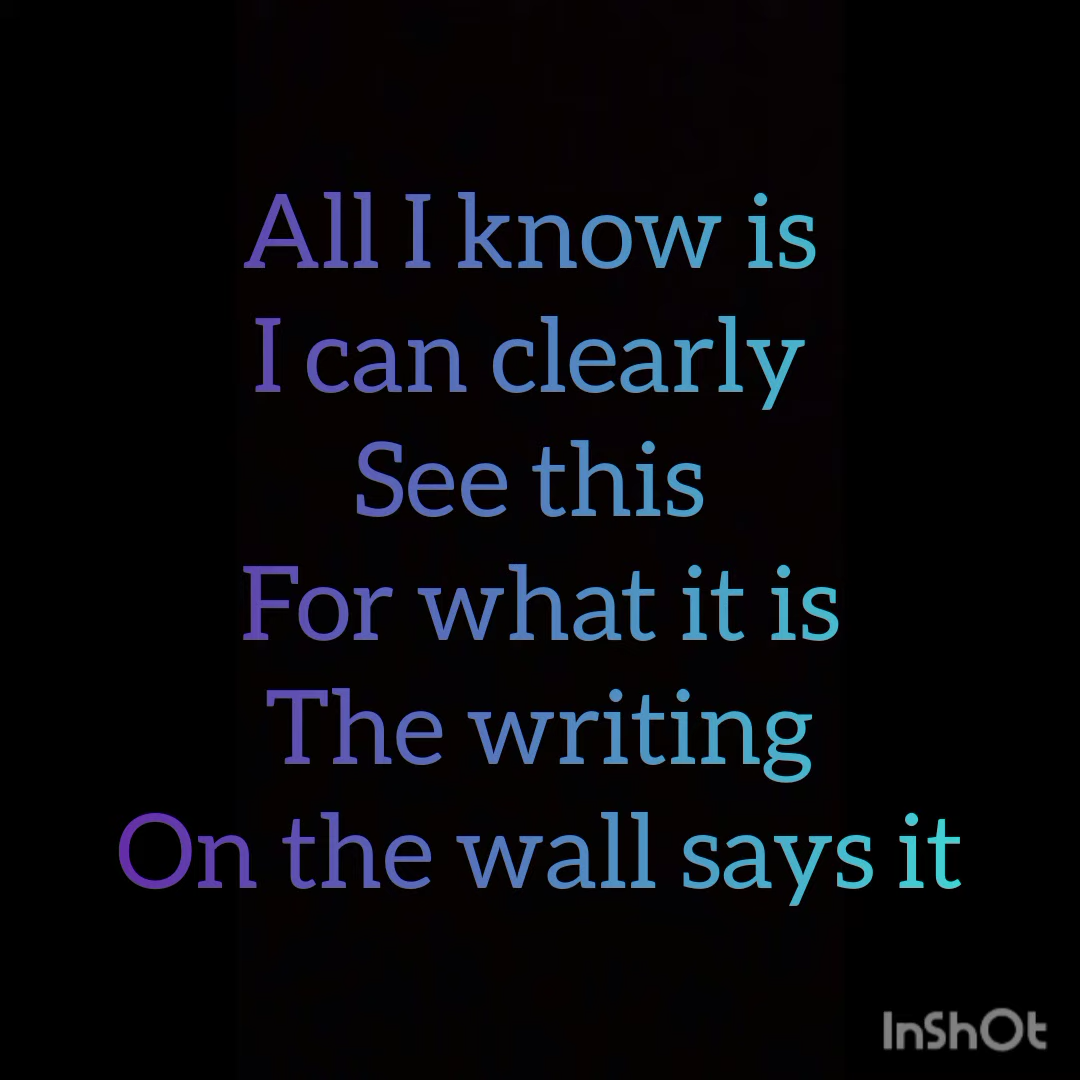 All I know is
I can clearly
See this
For what it is
The writing
On the wall says it
InShOt